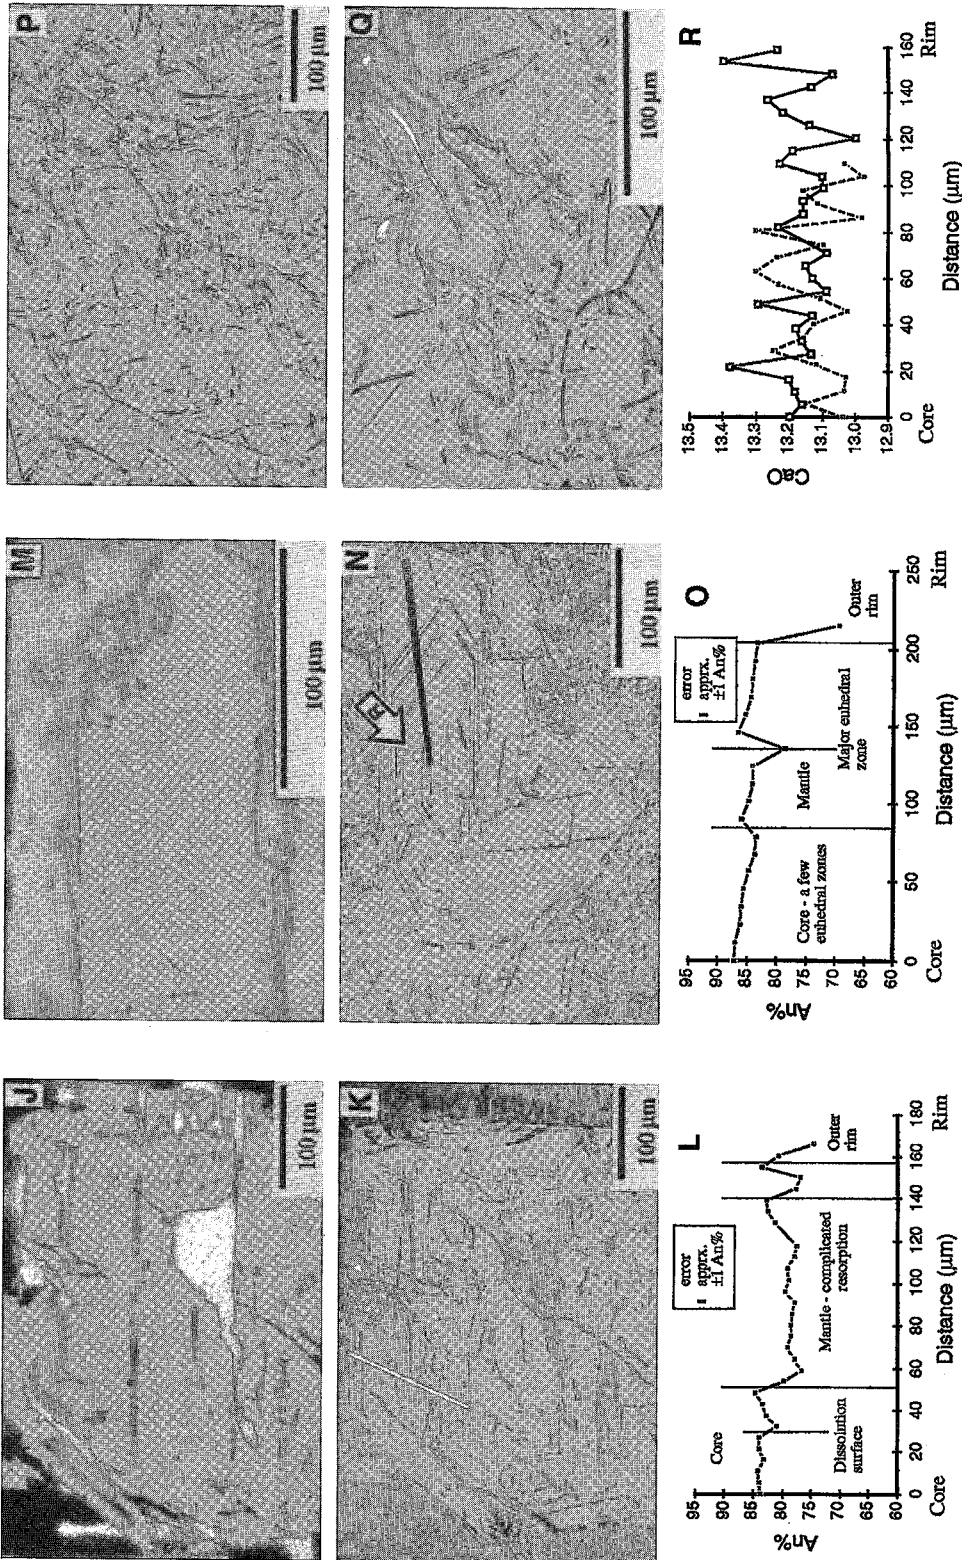 J
100 µm
K
100 µm
L
error
apprx.
±1 An%
An%
95
90
85
80
75
70
65
60
Core
Dissolution
surface
Mantle - complicated
resorption
Outer
rim
0
20
40
60
80
100
120
140
160
180
Core
Distance (µm)
Rim
M
100 µm
N
R
100 µm
O
error
apprx.
±1 An%
An%
95
90
85
80
75
70
65
60
Core - a few
euhedral zones
Mantle
Major euhedral
zone
Outer
rim
0
50
100
150
200
250
Core
Distance (µm)
Rim
P
100 µm
Q
100 µm
R
CaO
13.5
13.4
13.3
13.2
13.1
13.0
12.9
0
20
40
60
80
100
120
140
160
Core
Distance (µm)
Rim